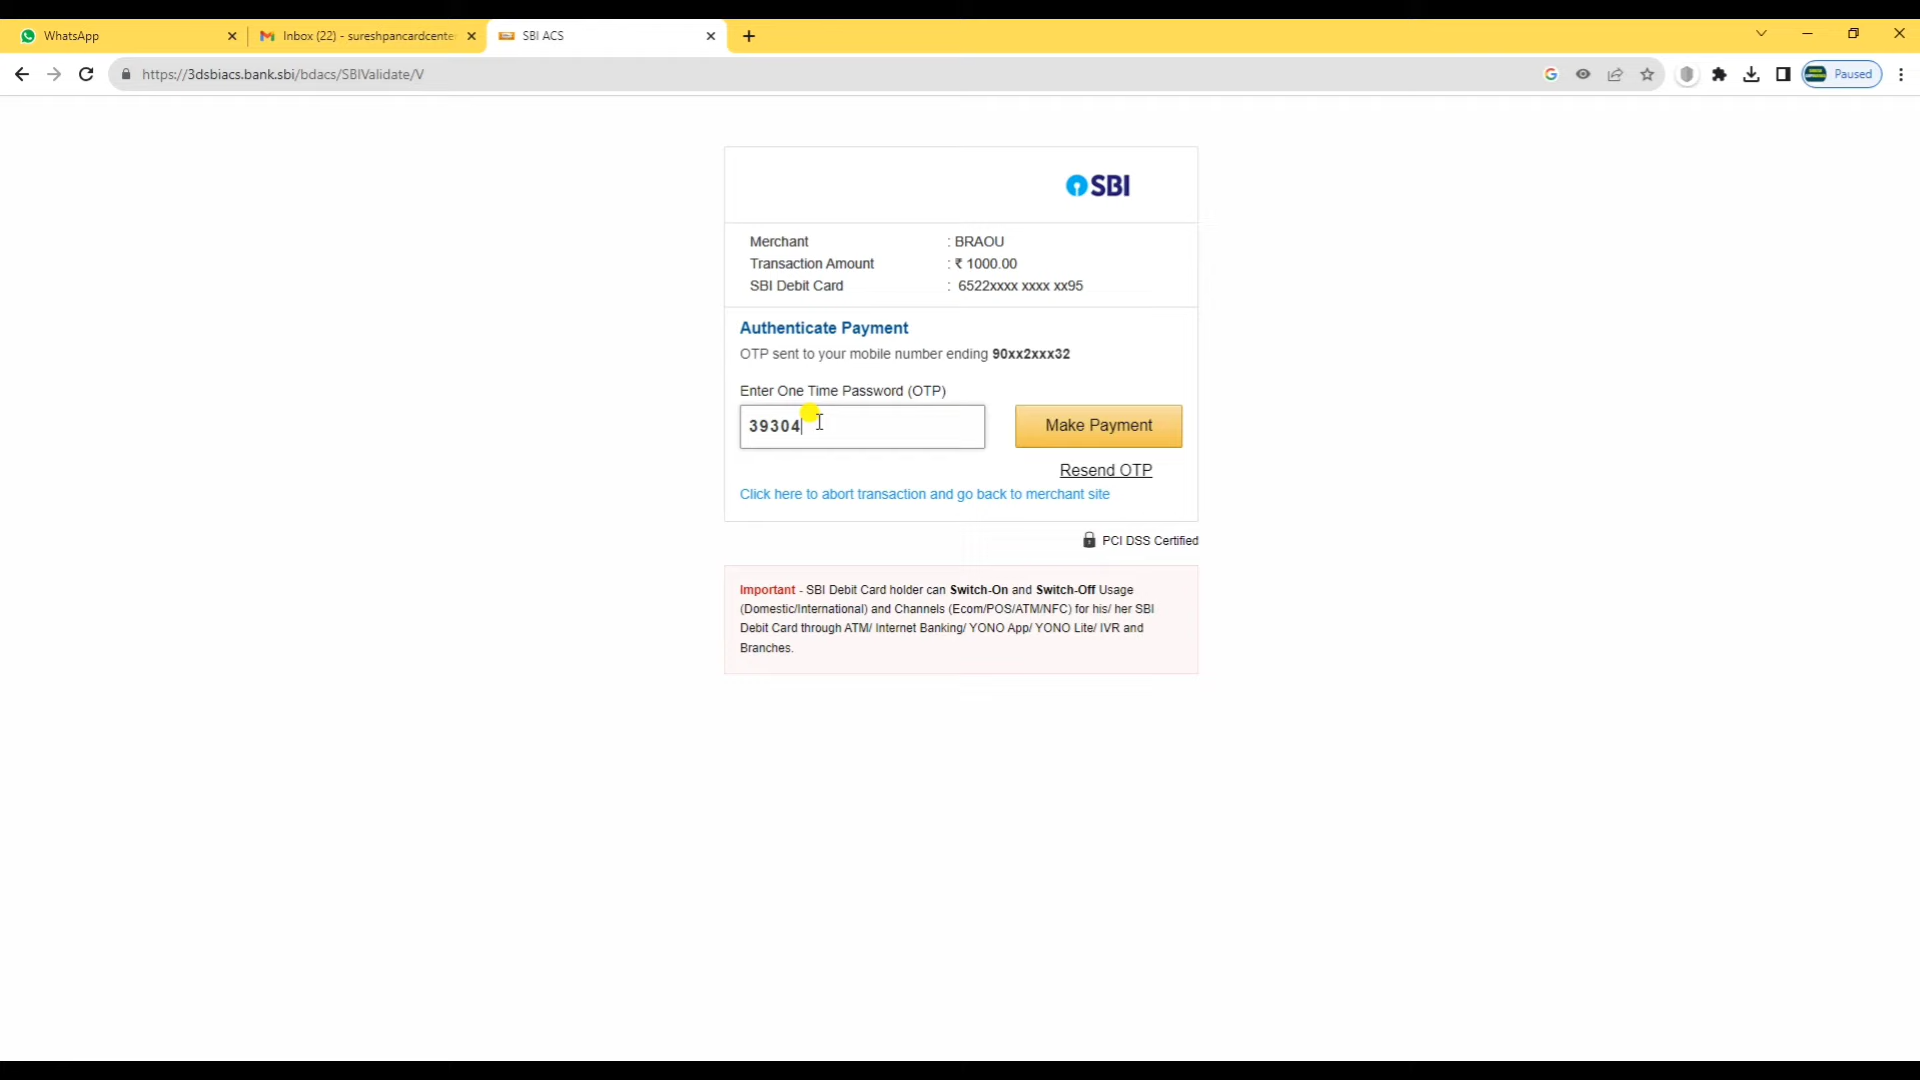 WhatsApp
Inbox (22) - sureshpancardcenter
SBI ACS
https://3dsbiacs.bank.sbi/bdacs/SBIValidate/V
Paused
SBI
Merchant : BRAOU
Transaction Amount : ₹ 1000.00
SBI Debit Card : 6522xxxx xxxx xx95
Authenticate Payment
OTP sent to your mobile number ending 90xx2xxx32
Enter One Time Password (OTP)
39304
Make Payment
Resend OTP
Click here to abort transaction and go back to merchant site
PCI DSS Certified
Important - SBI Debit Card holder can Switch-On and Switch-Off Usage
(Domestic/International) and Channels (Ecom/POS/ATM/NFC) for his/ her SBI
Debit Card through ATM/ Internet Banking/ YONO App/ YONO Lite/ IVR and
Branches.